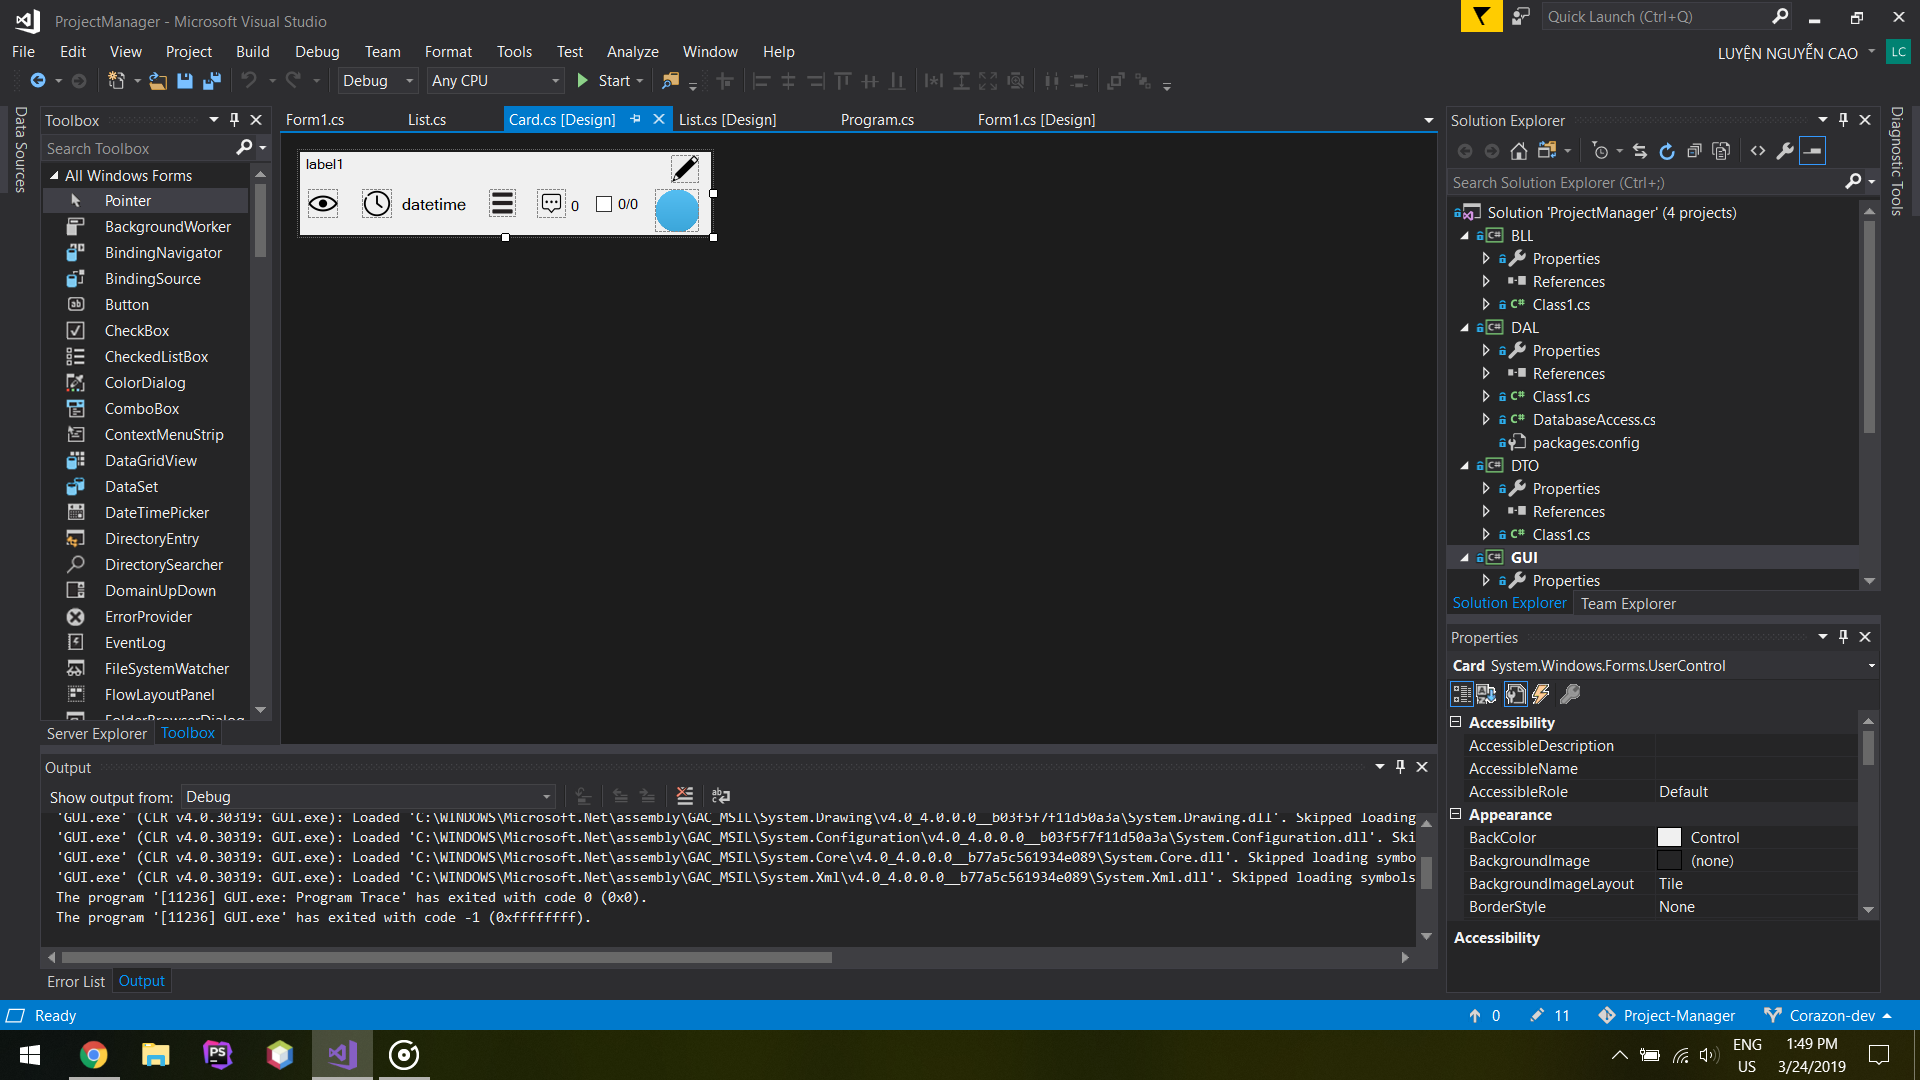 ProjectManager - Microsoft Visual Studio
Quick Launch (Ctrl+Q)
File Edit View Project Build Debug Team Format Tools Test Analyze Window Help
LUYỆN NGUYỄN CAO LC
Debug Any CPU Start
Data Sources
Toolbox
Search Toolbox
All Windows Forms
Pointer
BackgroundWorker
BindingNavigator
BindingSource
Button
CheckBox
CheckedListBox
ColorDialog
ComboBox
ContextMenuStrip
DataGridView
DataSet
DateTimePicker
DirectoryEntry
DirectorySearcher
DomainUpDown
ErrorProvider
EventLog
FileSystemWatcher
FlowLayoutPanel
FolderBrowserDialog
Server Explorer Toolbox
Form1.cs List.cs Card.cs [Design] List.cs [Design] Program.cs Form1.cs [Design]
label1
datetime 0 0/0
Output
Show output from: Debug
'GUI.exe' (CLR v4.0.30319: GUI.exe): Loaded 'C:\WINDOWS\Microsoft.Net\assembly\GAC_MSIL\System.Drawing\v4.0_4.0.0.0__b03f5f7f11d50a3a\System.Drawing.dll'. Skipped loading
'GUI.exe' (CLR v4.0.30319: GUI.exe): Loaded 'C:\WINDOWS\Microsoft.Net\assembly\GAC_MSIL\System.Configuration\v4.0_4.0.0.0__b03f5f7f11d50a3a\System.Configuration.dll'. Ski
'GUI.exe' (CLR v4.0.30319: GUI.exe): Loaded 'C:\WINDOWS\Microsoft.Net\assembly\GAC_MSIL\System.Core\v4.0_4.0.0.0__b77a5c561934e089\System.Core.dll'. Skipped loading symbo
'GUI.exe' (CLR v4.0.30319: GUI.exe): Loaded 'C:\WINDOWS\Microsoft.Net\assembly\GAC_MSIL\System.Xml\v4.0_4.0.0.0__b77a5c561934e089\System.Xml.dll'. Skipped loading symbols
The program '[11236] GUI.exe: Program Trace' has exited with code 0 (0x0).
The program '[11236] GUI.exe' has exited with code -1 (0xffffffff).
Error List Output
Solution Explorer
Search Solution Explorer (Ctrl+;)
Solution 'ProjectManager' (4 projects)
C# BLL
Properties
References
C# Class1.cs
C# DAL
Properties
References
C# Class1.cs
C# DatabaseAccess.cs
packages.config
C# DTO
Properties
References
C# Class1.cs
C# GUI
Properties
Solution Explorer Team Explorer
Properties
Card System.Windows.Forms.UserControl
Accessibility
AccessibleDescription
AccessibleName
AccessibleRole Default
Appearance
BackColor Control
BackgroundImage (none)
BackgroundImageLayout Tile
BorderStyle None
Accessibility
Diagnostic Tools
Ready 0 11 Project-Manager Corazon-dev
PS
ENG
US
1:49 PM
3/24/2019